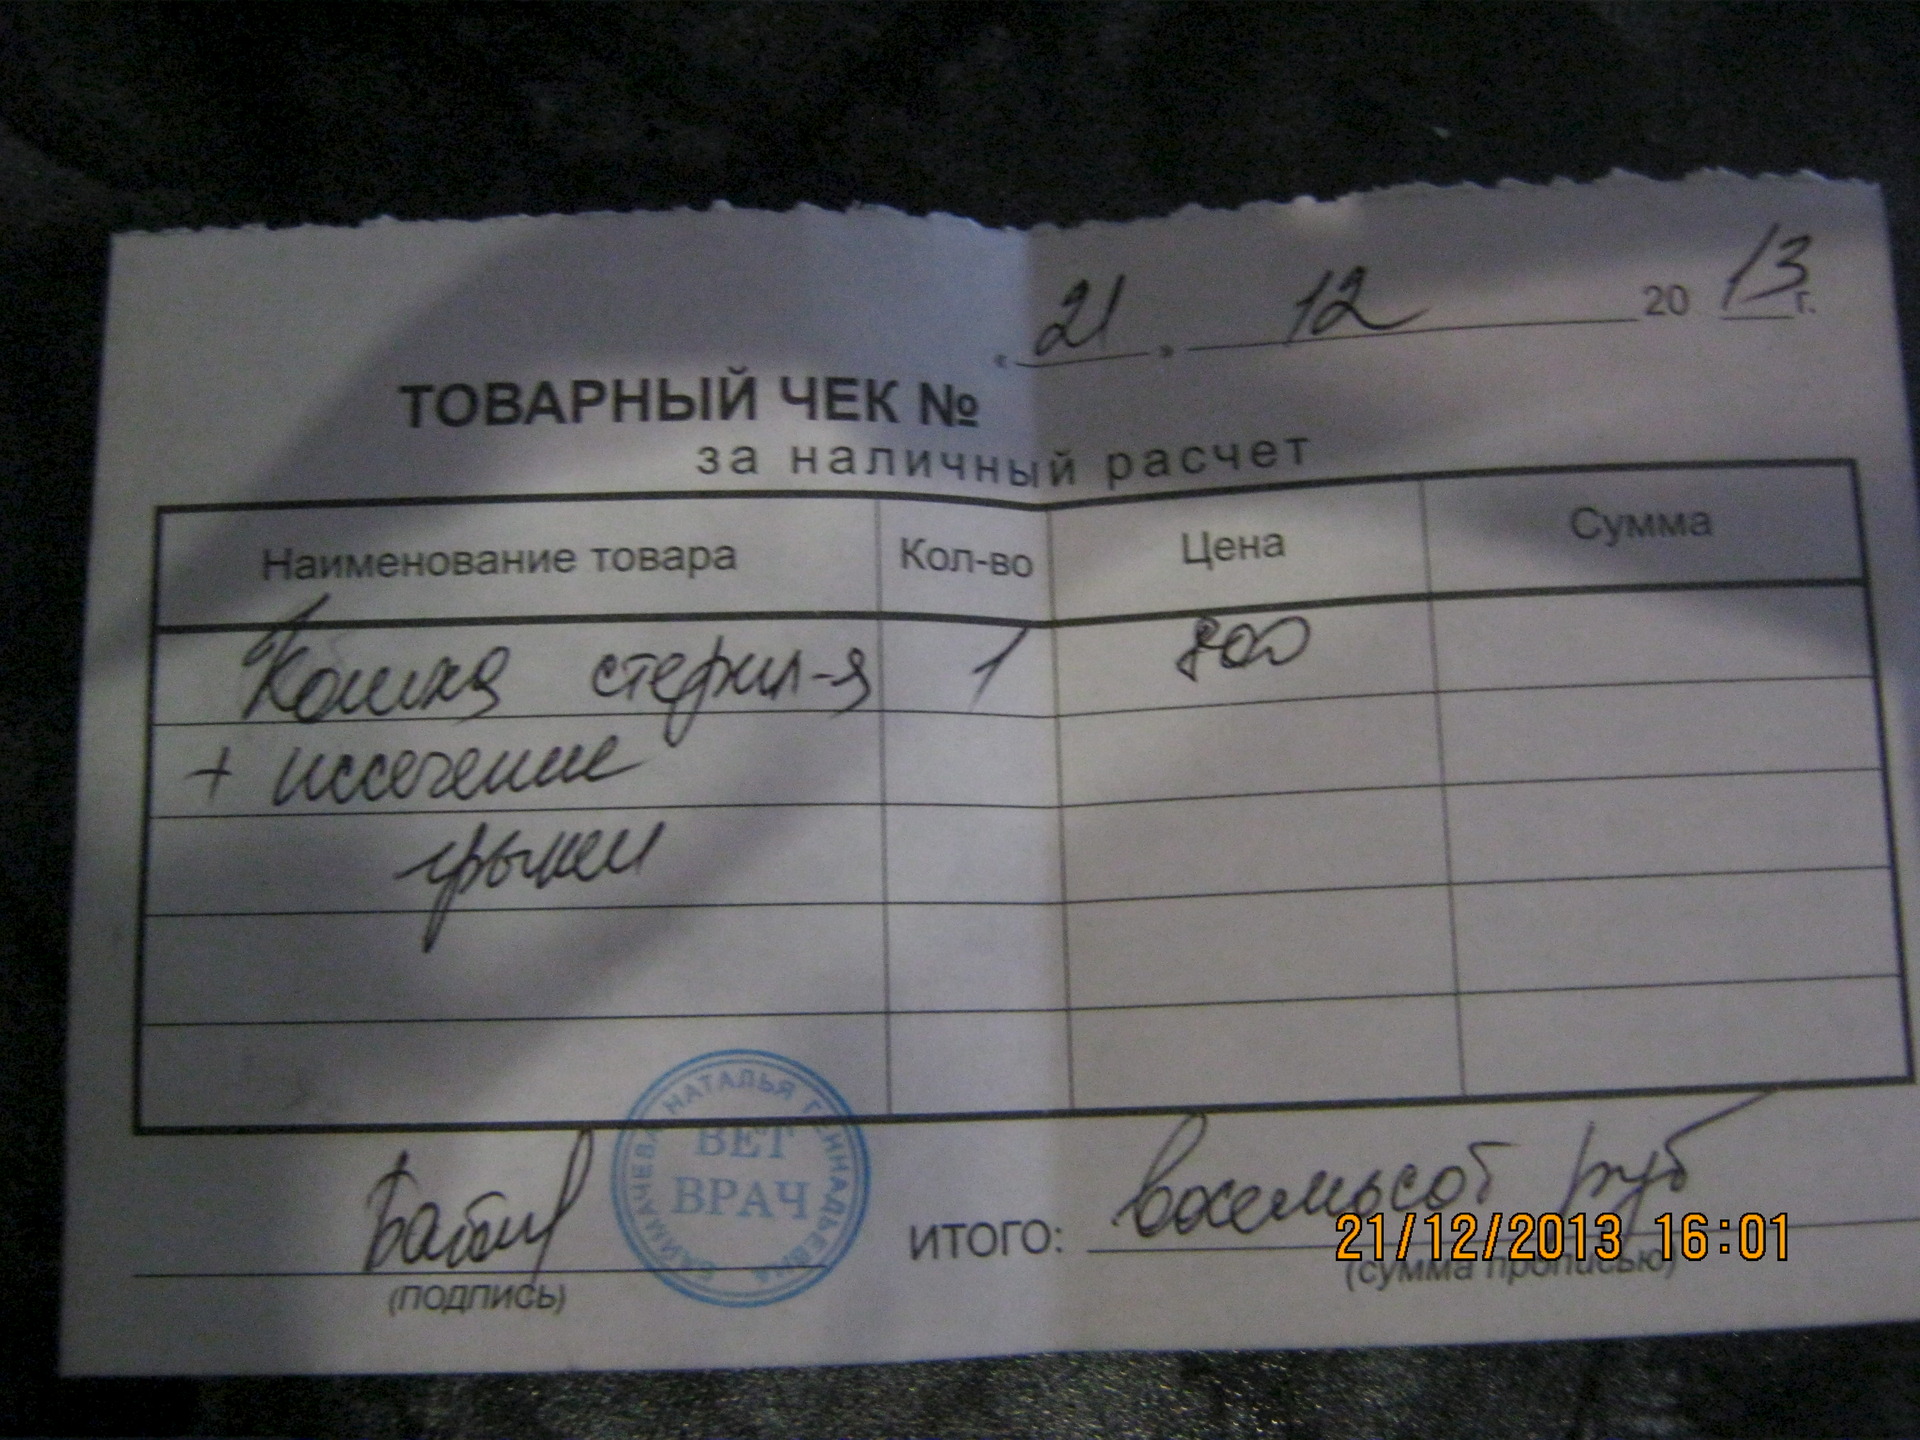 « 21 » 12 20 13 г.
ТОВАРНЫЙ ЧЕК №
за наличный расчет
Наименование товара Кол-во Цена Сумма
Кошка стерил-я 1 800
+ иссечение
грыжи
НАТАЛЬЯ ГЕННАДЬЕВНА
ВЕТ
ВРАЧ
ИТОГО: восемьсот руб
(подпись) (сумма прописью)
21/12/2013 16:01